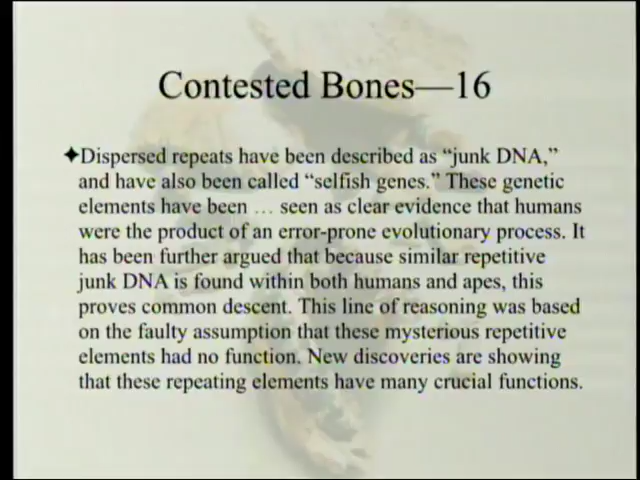 Contested Bones—16
✦Dispersed repeats have been described as “junk DNA,”
and have also been called “selfish genes.” These genetic
elements have been … seen as clear evidence that humans
were the product of an error-prone evolutionary process. It
has been further argued that because similar repetitive
junk DNA is found within both humans and apes, this
proves common descent. This line of reasoning was based
on the faulty assumption that these mysterious repetitive
elements had no function. New discoveries are showing
that these repeating elements have many crucial functions.